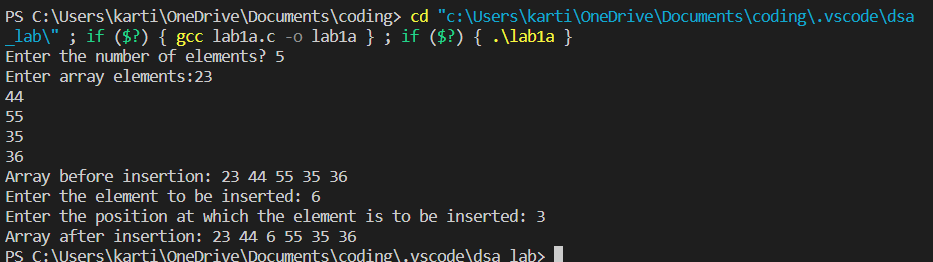 PS C:\Users\karti\OneDrive\Documents\coding> cd "c:\Users\karti\OneDrive\Documents\coding\.vscode\dsa
_lab\" ; if ($?) { gcc lab1a.c -o lab1a } ; if ($?) { .\lab1a }
Enter the number of elements? 5
Enter array elements:23
44
55
35
36
Array before insertion: 23 44 55 35 36
Enter the element to be inserted: 6
Enter the position at which the element is to be inserted: 3
Array after insertion: 23 44 6 55 35 36
PS C:\Users\karti\OneDrive\Documents\coding\.vscode\dsa_lab>